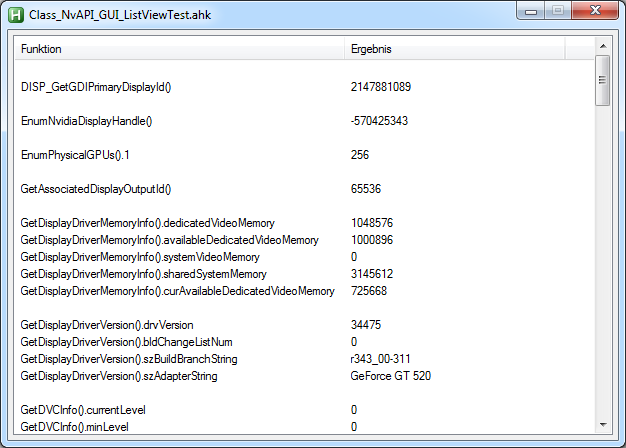 Class_NvAPI_GUI_ListViewTest.ahk
Funktion Ergebnis
DISP_GetGDIPrimaryDisplayId() 2147881089
EnumNvidiaDisplayHandle() -570425343
EnumPhysicalGPUs().1 256
GetAssociatedDisplayOutputId() 65536
GetDisplayDriverMemoryInfo().dedicatedVideoMemory 1048576
GetDisplayDriverMemoryInfo().availableDedicatedVideoMemory 1000896
GetDisplayDriverMemoryInfo().systemVideoMemory 0
GetDisplayDriverMemoryInfo().sharedSystemMemory 3145612
GetDisplayDriverMemoryInfo().curAvailableDedicatedVideoMemory 725668
GetDisplayDriverVersion().drvVersion 34475
GetDisplayDriverVersion().bldChangeListNum 0
GetDisplayDriverVersion().szBuildBranchString r343_00-311
GetDisplayDriverVersion().szAdapterString GeForce GT 520
GetDVCInfo().currentLevel 0
GetDVCInfo().minLevel 0